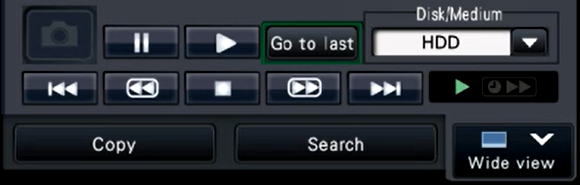 Disk/Medium
Go to last
HDD
Copy
Search
Wide view